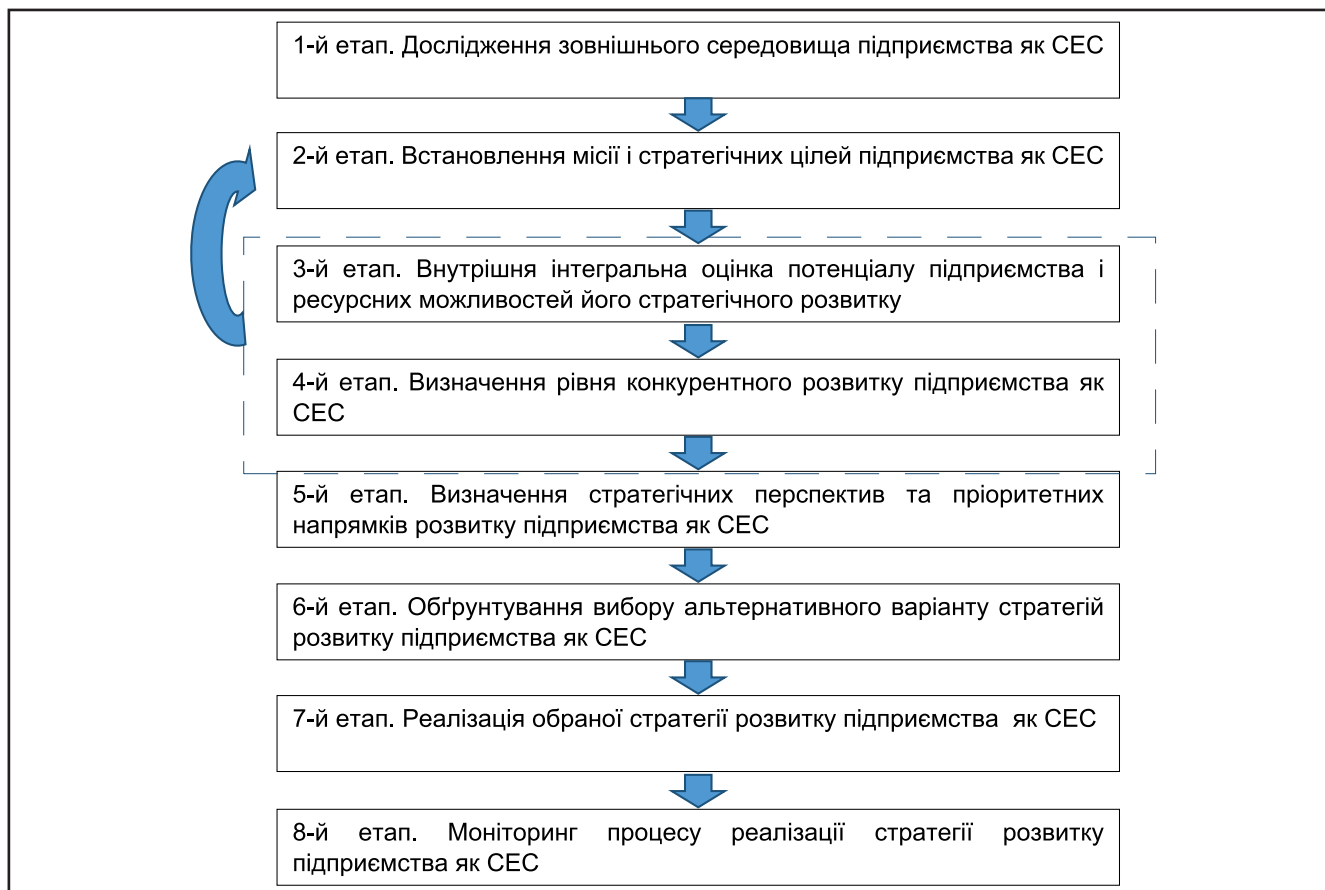 1-й етап. Дослідження зовнішнього середовища підприємства як СЕС
2-й етап. Встановлення місії і стратегічних цілей підприємства як СЕС
3-й етап. Внутрішня інтегральна оцінка потенціалу підприємства і
ресурсних можливостей його стратегічного розвитку
4-й етап. Визначення рівня конкурентного розвитку підприємства як
СЕС
5-й етап. Визначення стратегічних перспектив та пріоритетних
напрямків розвитку підприємства як СЕС
6-й етап. Обґрунтування вибору альтернативного варіанту стратегій
розвитку підприємства як СЕС
7-й етап. Реалізація обраної стратегії розвитку підприємства як СЕС
8-й етап. Моніторинг процесу реалізації стратегії розвитку
підприємства як СЕС